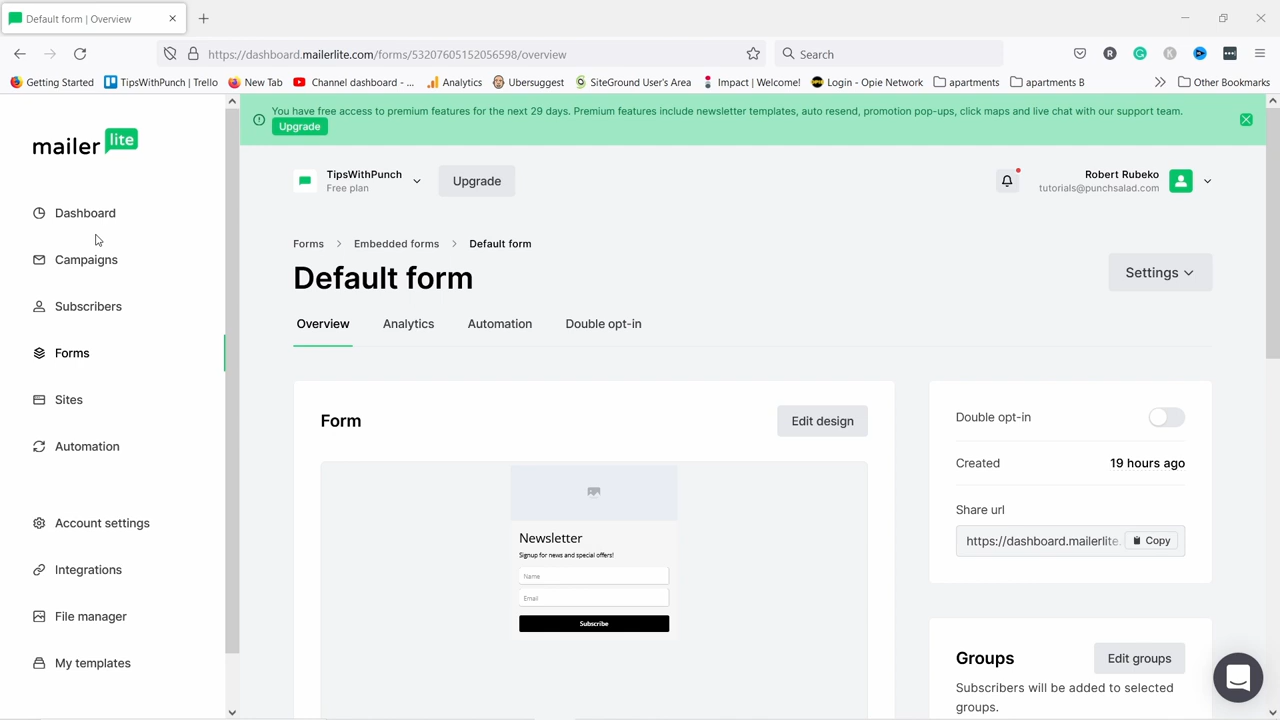 Default form | Overview
https://dashboard.mailerlite.com/forms/53207605152056598/overview
Search
Getting Started
TipsWithPunch | Trello
New Tab
Channel dashboard - ...
Analytics
Ubersuggest
SiteGround User's Area
Impact | Welcome!
Login - Opie Network
apartments
apartments B
Other Bookmarks
You have free access to premium features for the next 29 days. Premium features include newsletter templates, auto resend, promotion pop-ups, click maps and live chat with our support team.
Upgrade
mailer lite
Dashboard
Campaigns
Subscribers
Forms
Sites
Automation
Account settings
Integrations
File manager
My templates
TipsWithPunch
Free plan
Upgrade
Robert Rubeko
tutorials@punchsalad.com
Forms > Embedded forms > Default form
Default form
Settings
Overview
Analytics
Automation
Double opt-in
Form
Edit design
Newsletter
Signup for news and special offers!
Name
Email
Subscribe
Double opt-in
Created
19 hours ago
Share url
https://dashboard.mailerlite.
Copy
Groups
Edit groups
Subscribers will be added to selected
groups.